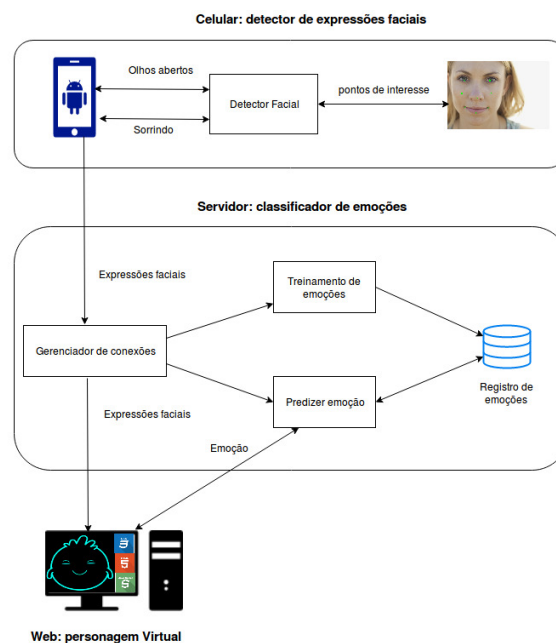 Celular: detector de expressões faciais
Olhos abertos
Detector Facial
pontos de interesse
Sorrindo
Servidor: classificador de emoções
Expressões faciais
Treinamento de
emoções
Gerenciador de conexões
Registro de
emoções
Predizer emoção
Expressões faciais
Emoção
Web: personagem Virtual